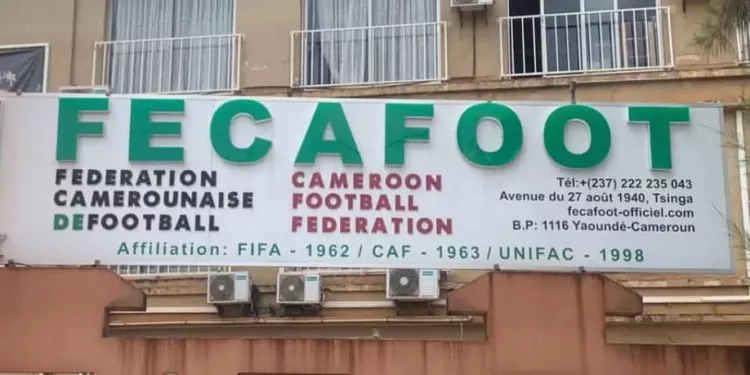 FECAFOOT
FEDERATION
CAMEROUNAISE
DEFOOTBALL
CAMEROON
FOOTBALL
FEDERATION
Tél:+(237) 222 235 043
Avenue du 27 août 1940, Tsinga
fecafoot-officiel.com
B.P: 1116 Yaoundé-Cameroun
Affiliation: FIFA - 1962 / CAF - 1963 / UNIFAC - 1998